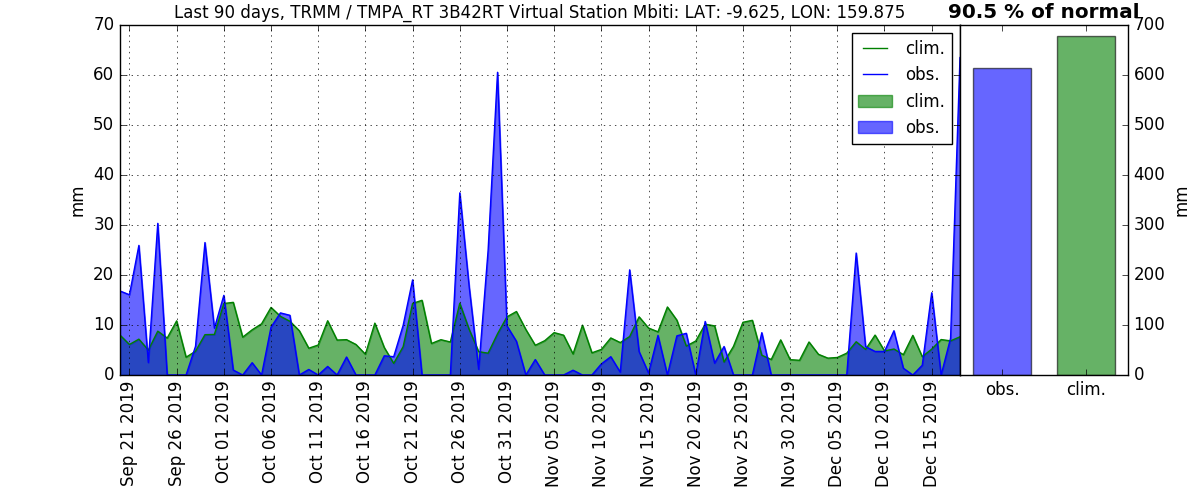 Last 90 days, TRMM / TMPA_RT 3B42RT Virtual Station Mbiti: LAT: -9.625, LON: 159.875
90.5 % of normal
70
60
50
40
30
20
10
0
mm
clim.
obs.
clim.
obs.
Sep 21 2019
Sep 26 2019
Oct 01 2019
Oct 06 2019
Oct 11 2019
Oct 16 2019
Oct 21 2019
Oct 26 2019
Oct 31 2019
Nov 05 2019
Nov 10 2019
Nov 15 2019
Nov 20 2019
Nov 25 2019
Nov 30 2019
Dec 05 2019
Dec 10 2019
Dec 15 2019
700
600
500
400
300
200
100
0
mm
obs.
clim.